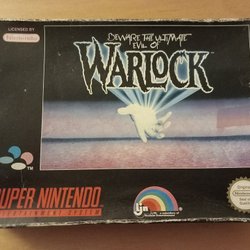 LICENSED BY
Nintendo
BEWARE THE ULTIMATE
EVIL OF
WARLOCK
SUPER NINTENDO
ENTERTAINMENT SYSTEM
LJN